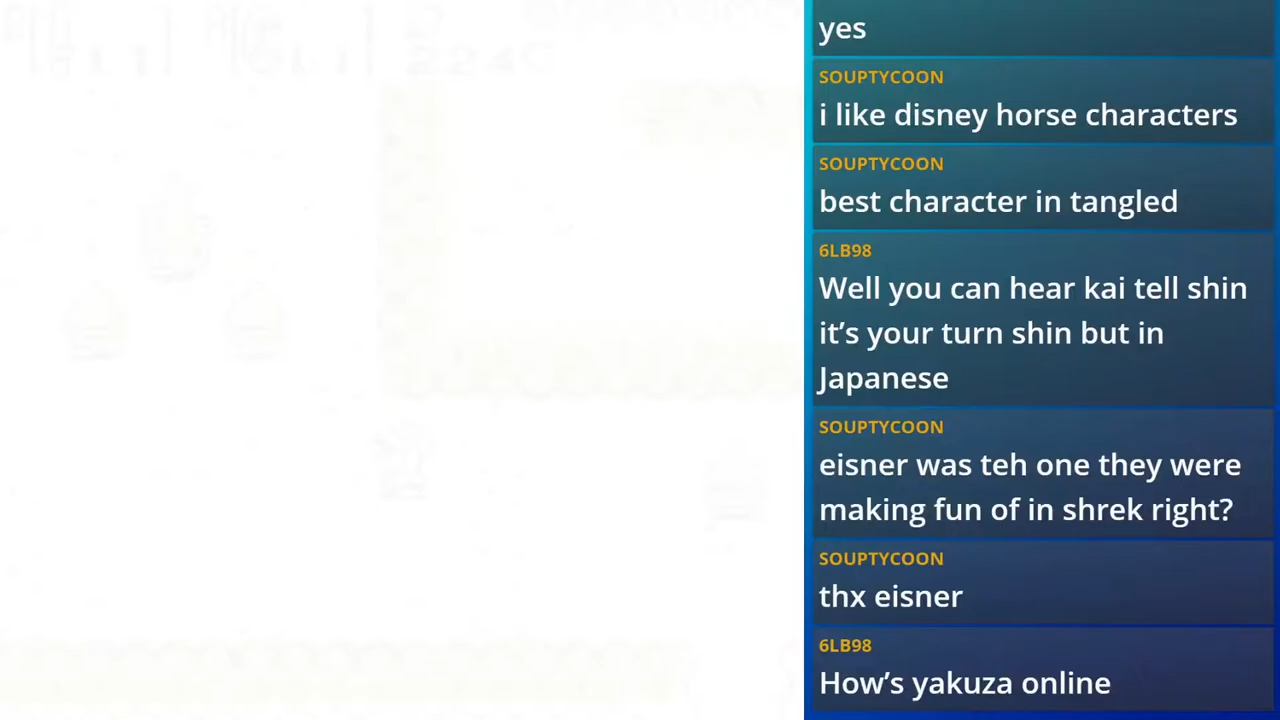 yes
SOUPTYCOON
i like disney horse characters
SOUPTYCOON
best character in tangled
6LB98
Well you can hear kai tell shin
it’s your turn shin but in
Japanese
SOUPTYCOON
eisner was teh one they were
making fun of in shrek right?
SOUPTYCOON
thx eisner
6LB98
How’s yakuza online